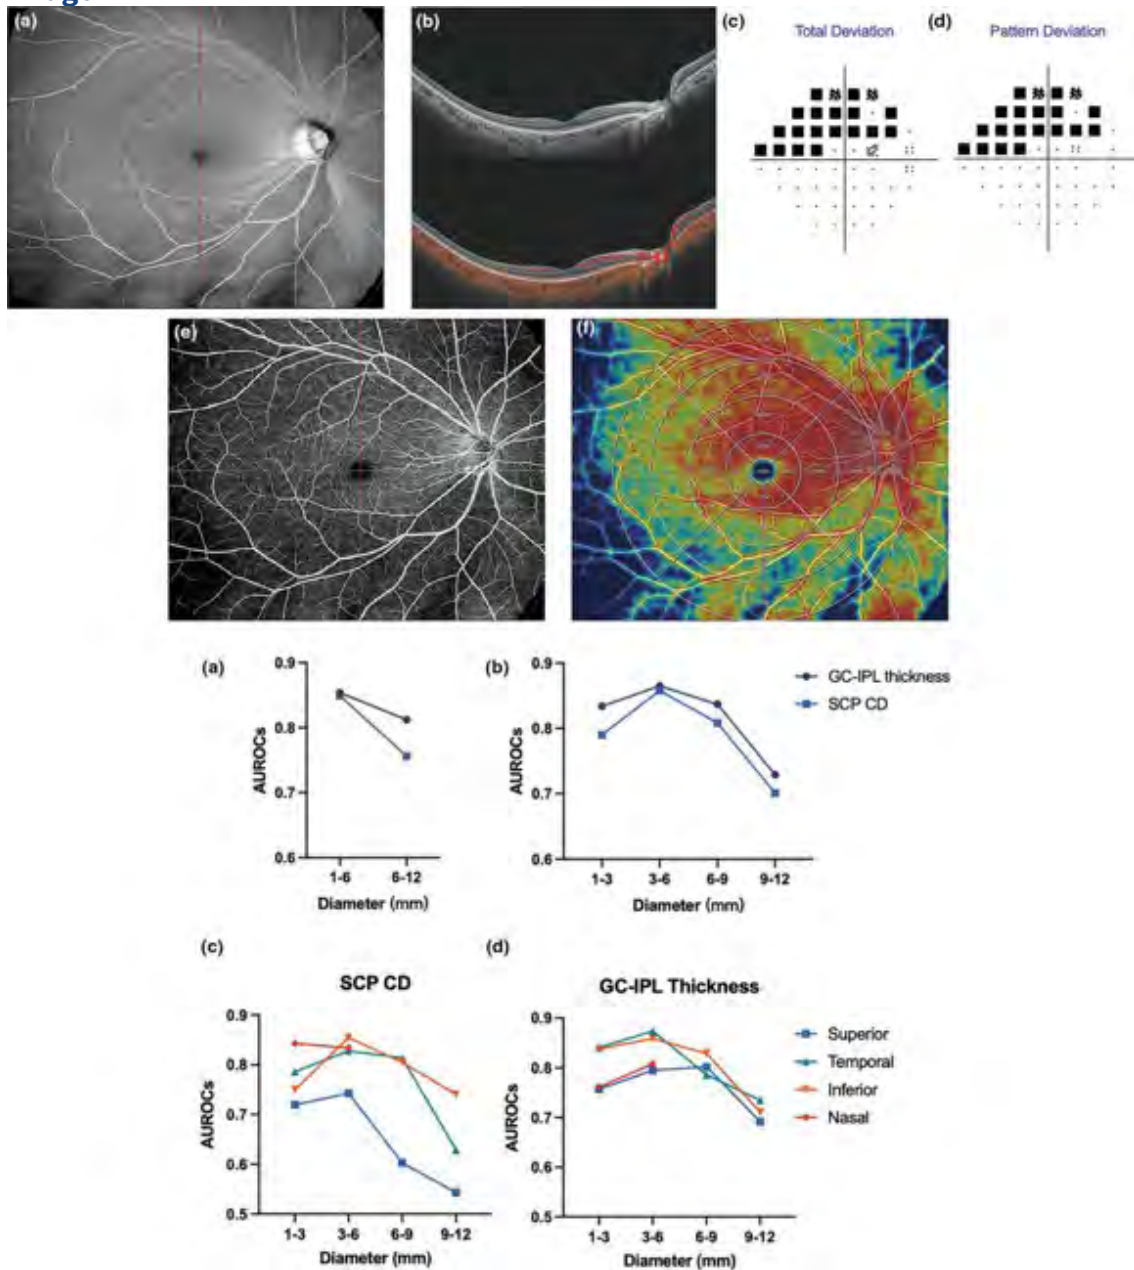 (a)
(b)
(c)
Total Deviation
(d)
Pattern Deviation
(e)
(f)
(a)
0.9
0.8
0.7
0.6
AUROCs
1-6
6-12
Diameter (mm)
(b)
0.9
0.8
0.7
0.6
AUROCs
1-3
3-6
6-9
9-12
Diameter (mm)
GC-IPL thickness
SCP CD
(c)
SCP CD
0.9
0.8
0.7
0.6
0.5
AUROCs
1-3
3-6
6-9
9-12
Diameter (mm)
(d)
GC-IPL Thickness
0.9
0.8
0.7
0.6
0.5
AUROCs
1-3
3-6
6-9
9-12
Diameter (mm)
Superior
Temporal
Inferior
Nasal